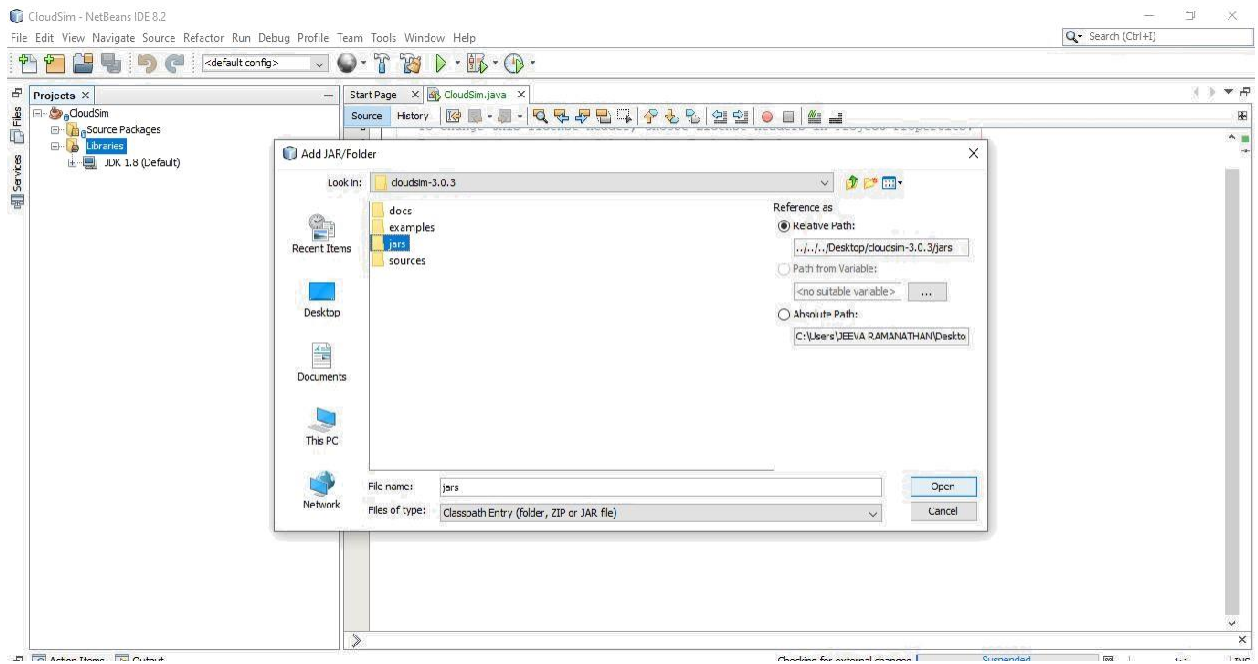 CloudSim - NetBeans IDE 8.2
File Edit View Navigate Source Refactor Run Debug Profile Team Tools Window Help
Search (Ctrl+I)
<default config>
Projects
Start Page
CloudSim.java
Files
Services
CloudSim
Source Packages
Libraries
JDK 1.8 (Default)
Source
History
Add JAR/Folder
Look in:
cloudsim-3.0.3
docs
examples
jars
sources
Recent Items
Desktop
Documents
This PC
Network
Reference as
Relative Path:
../../../Desktop/cloudsim-3.0.3/jars
Path from Variable:
<no suitable variable>
...
Absolute Path:
C:\Users\JEEVA RAMANATHAN\Deskto
File name:
jars
Open
Files of type:
Classpath Entry (folder, ZIP or JAR file)
Cancel
Action Items
Output
Checking for external changes
Suspended
INS